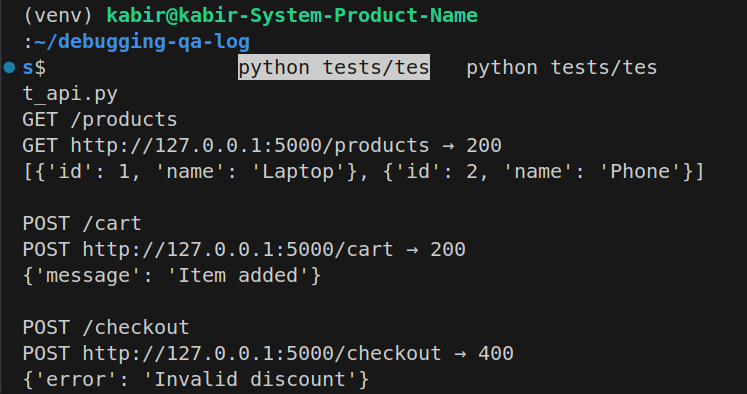 (venv) kabir@kabir-System-Product-Name
:~/debugging-qa-log
s$ python tests/tes python tests/tes
t_api.py
GET /products
GET http://127.0.0.1:5000/products → 200
[{'id': 1, 'name': 'Laptop'}, {'id': 2, 'name': 'Phone'}]

POST /cart
POST http://127.0.0.1:5000/cart → 200
{'message': 'Item added'}

POST /checkout
POST http://127.0.0.1:5000/checkout → 400
{'error': 'Invalid discount'}